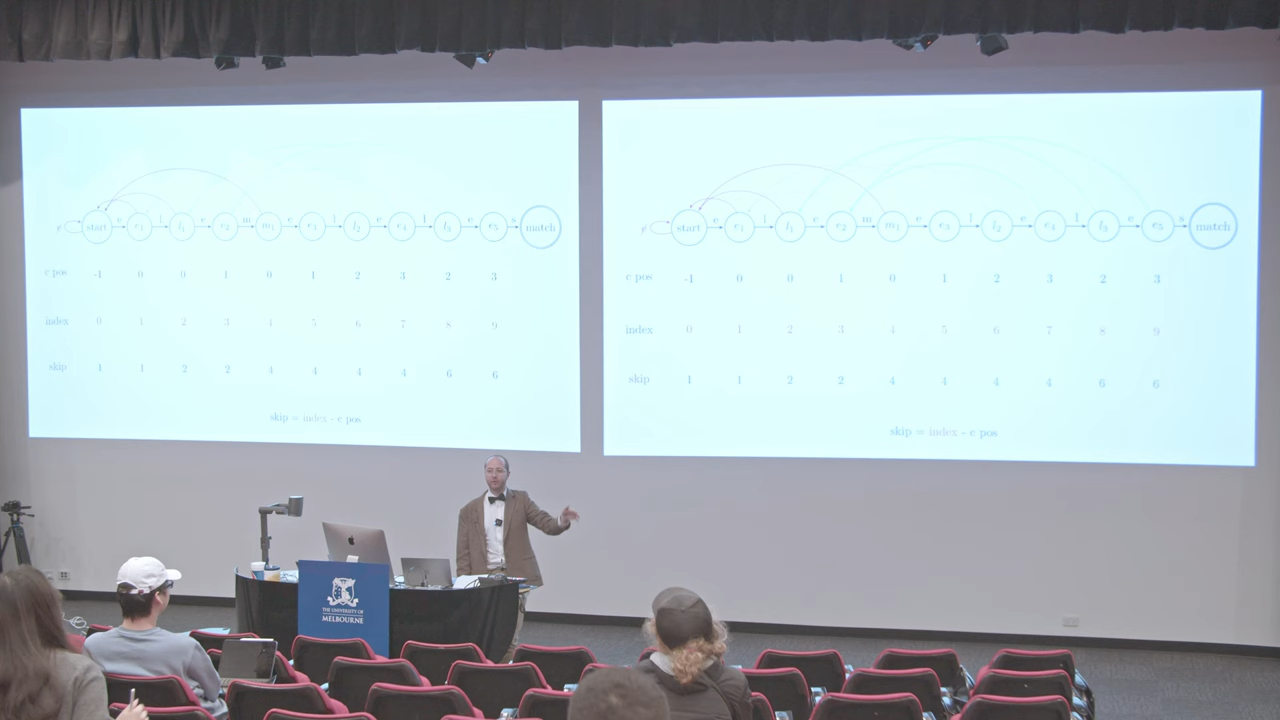 e l e m e l e l e s
start e₁ l₁ e₂ m₁ e₃ l₂ e₄ l₃ e₅ match
c pos -1 0 0 1 0 1 2 3 2 3
index 0 1 2 3 4 5 6 7 8 9
skip 1 1 2 2 4 4 4 4 6 6
skip = index - c pos
e l e m e l e l e s
start e₁ l₁ e₂ m₁ e₃ l₂ e₄ l₃ e₅ match
c pos -1 0 0 1 0 1 2 3 2 3
index 0 1 2 3 4 5 6 7 8 9
skip 1 1 2 2 4 4 4 4 6 6
skip = index - c pos
THE UNIVERSITY OF
MELBOURNE